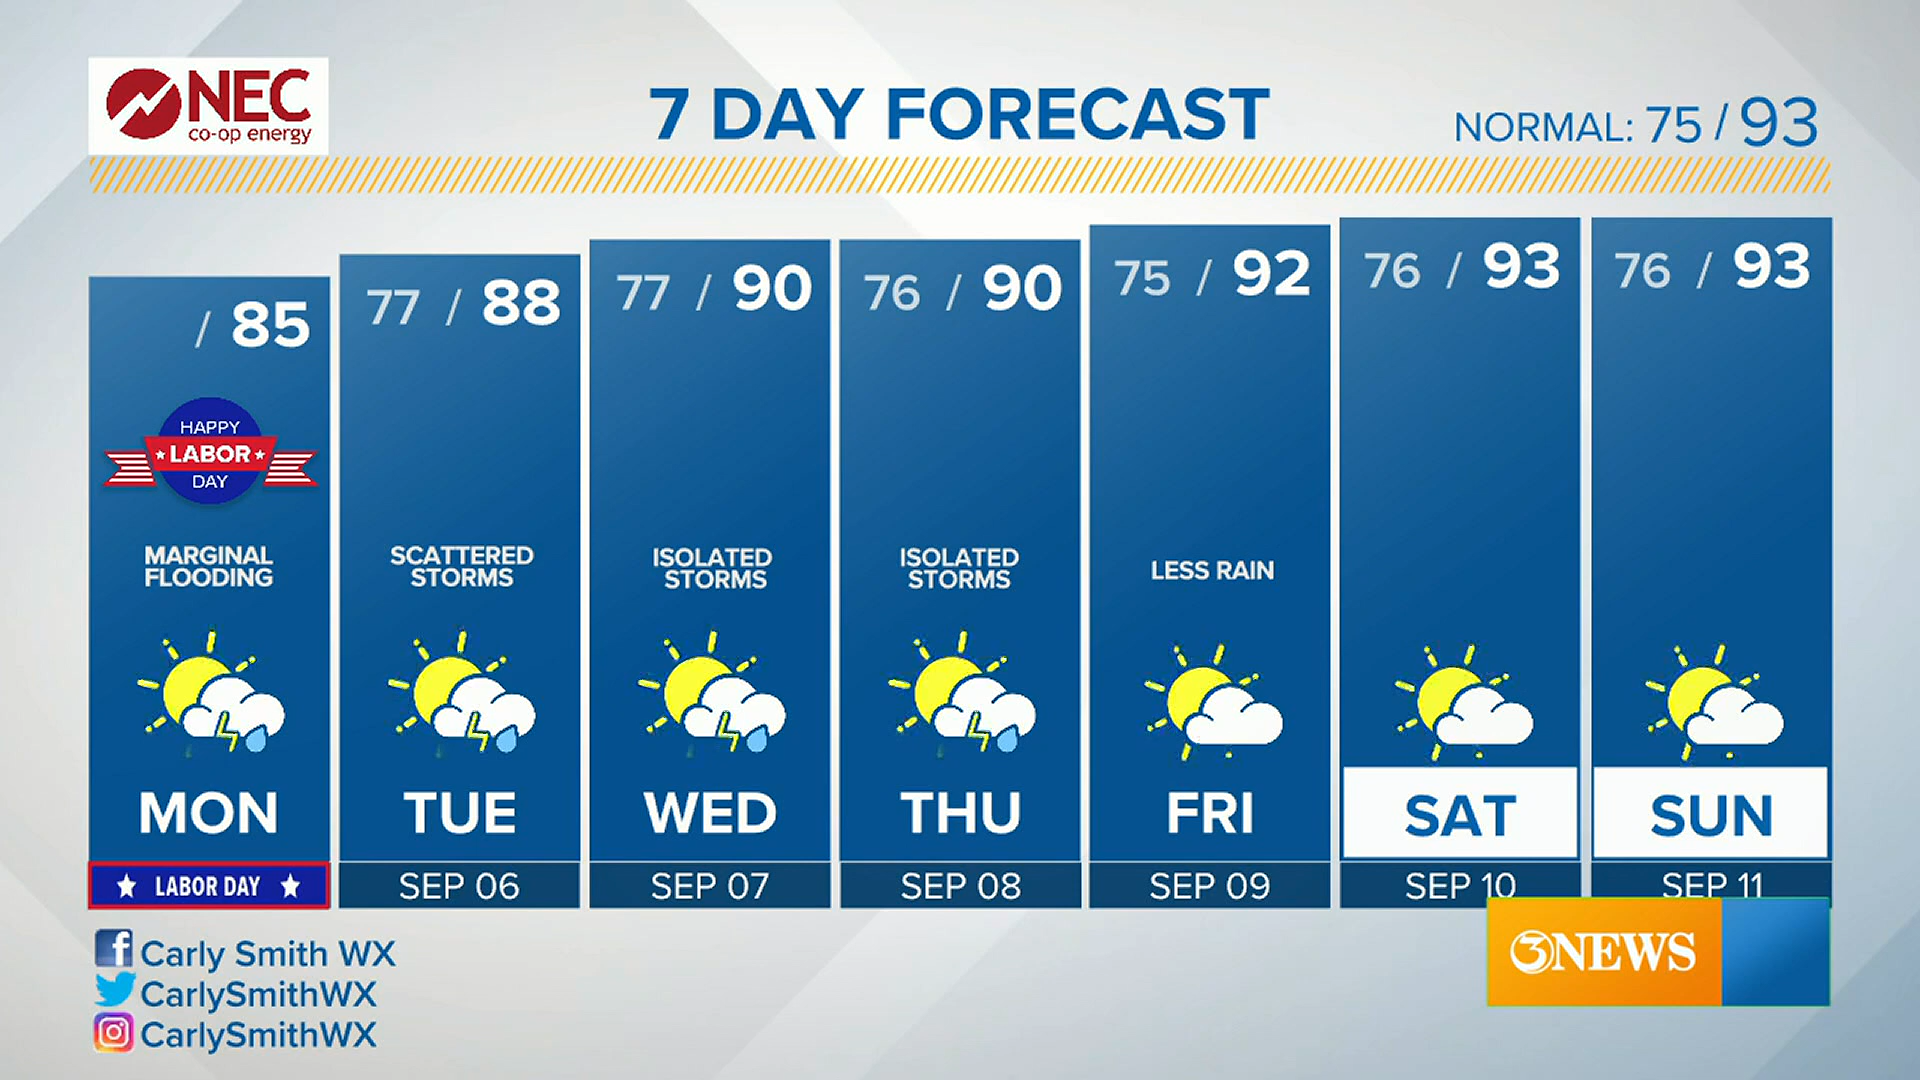 NEC
co-op energy
7 DAY FORECAST
NORMAL: 75 / 93
/ 85
77 / 88
77 / 90
76 / 90
75 / 92
76 / 93
76 / 93
HAPPY
LABOR
DAY
MARGINAL
FLOODING
SCATTERED
STORMS
ISOLATED
STORMS
ISOLATED
STORMS
LESS RAIN
MON
TUE
WED
THU
FRI
SAT
SUN
LABOR DAY
SEP 06
SEP 07
SEP 08
SEP 09
SEP 10
SEP 11
Carly Smith WX
CarlySmithWX
CarlySmithWX
3NEWS